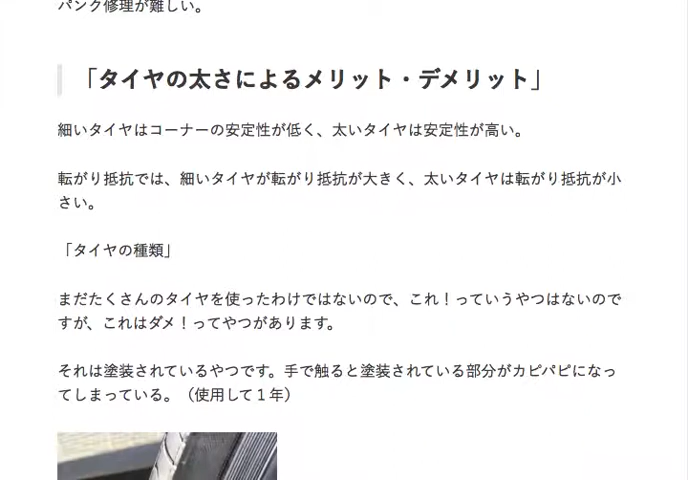 パンク修理が難しい。
「タイヤの太さによるメリット・デメリット」
細いタイヤはコーナーの安定性が低く、太いタイヤは安定性が高い。
転がり抵抗では、細いタイヤが転がり抵抗が大きく、太いタイヤは転がり抵抗が小
さい。
「タイヤの種類」
まだたくさんのタイヤを使ったわけではないので、これ！っていうやつはないので
すが、これはダメ！ってやつがあります。
それは塗装されているやつです。手で触ると塗装されている部分がカピパピになっ
てしまっている。（使用して１年）